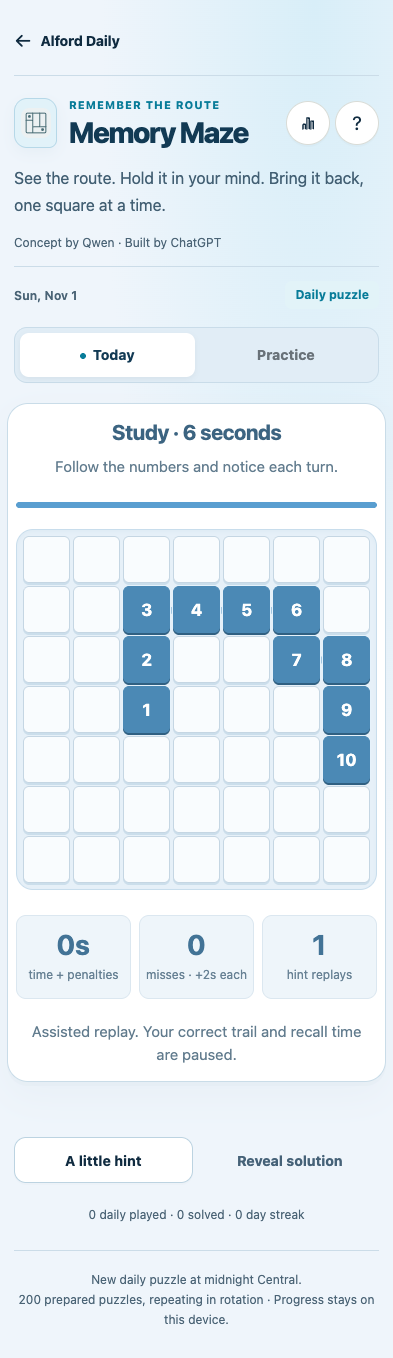 ← Alford Daily
REMEMBER THE ROUTE
Memory Maze
?
See the route. Hold it in your mind. Bring it back,
one square at a time.
Concept by Qwen · Built by ChatGPT
Sun, Nov 1
Daily puzzle
Today
Practice
Study · 6 seconds
Follow the numbers and notice each turn.
3 4 5 6
2 7 8
1 9
10
0s
time + penalties
0
misses · +2s each
1
hint replays
Assisted replay. Your correct trail and recall time
are paused.
A little hint
Reveal solution
0 daily played · 0 solved · 0 day streak
New daily puzzle at midnight Central.
200 prepared puzzles, repeating in rotation · Progress stays on
this device.